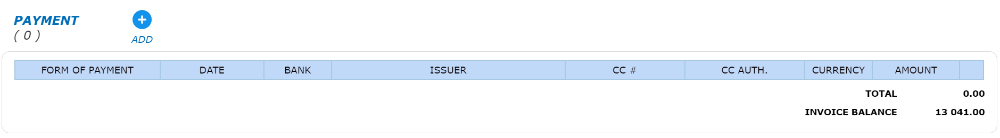 PAYMENT
( 0 )
ADD
FORM OF PAYMENT DATE BANK ISSUER CC # CC AUTH. CURRENCY AMOUNT
TOTAL 0.00
INVOICE BALANCE 13 041.00